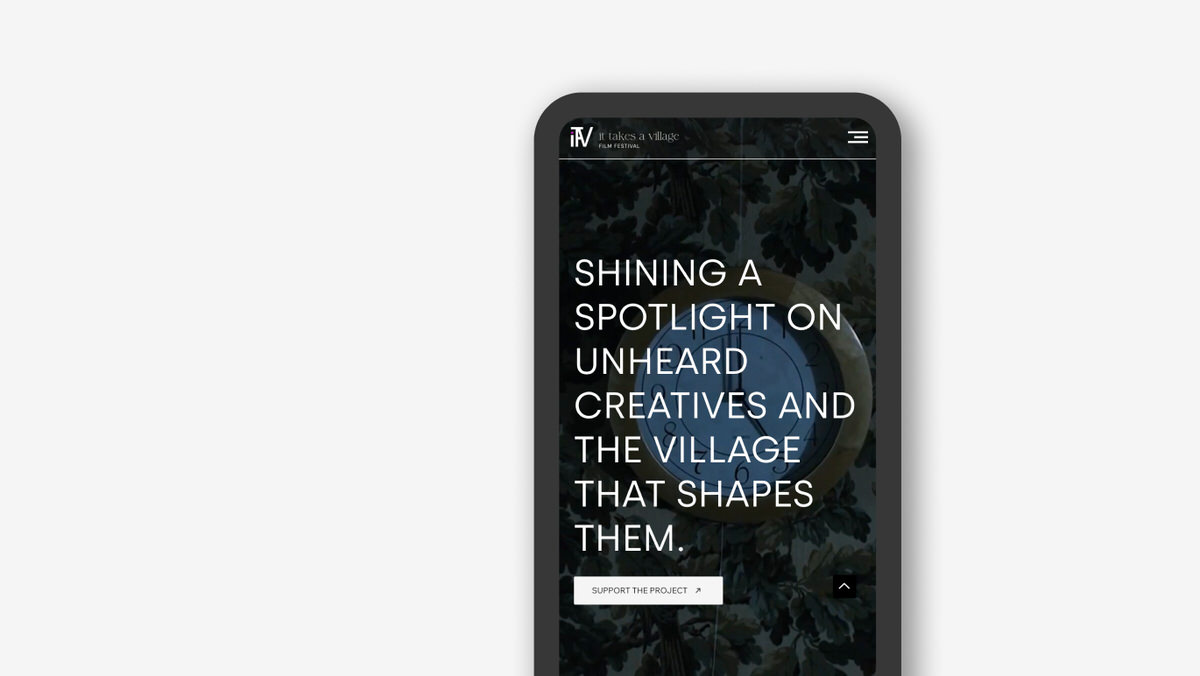 iTV it takes a village
FILM FESTIVAL
SHINING A
SPOTLIGHT ON
UNHEARD
CREATIVES AND
THE VILLAGE
THAT SHAPES
THEM.
SUPPORT THE PROJECT